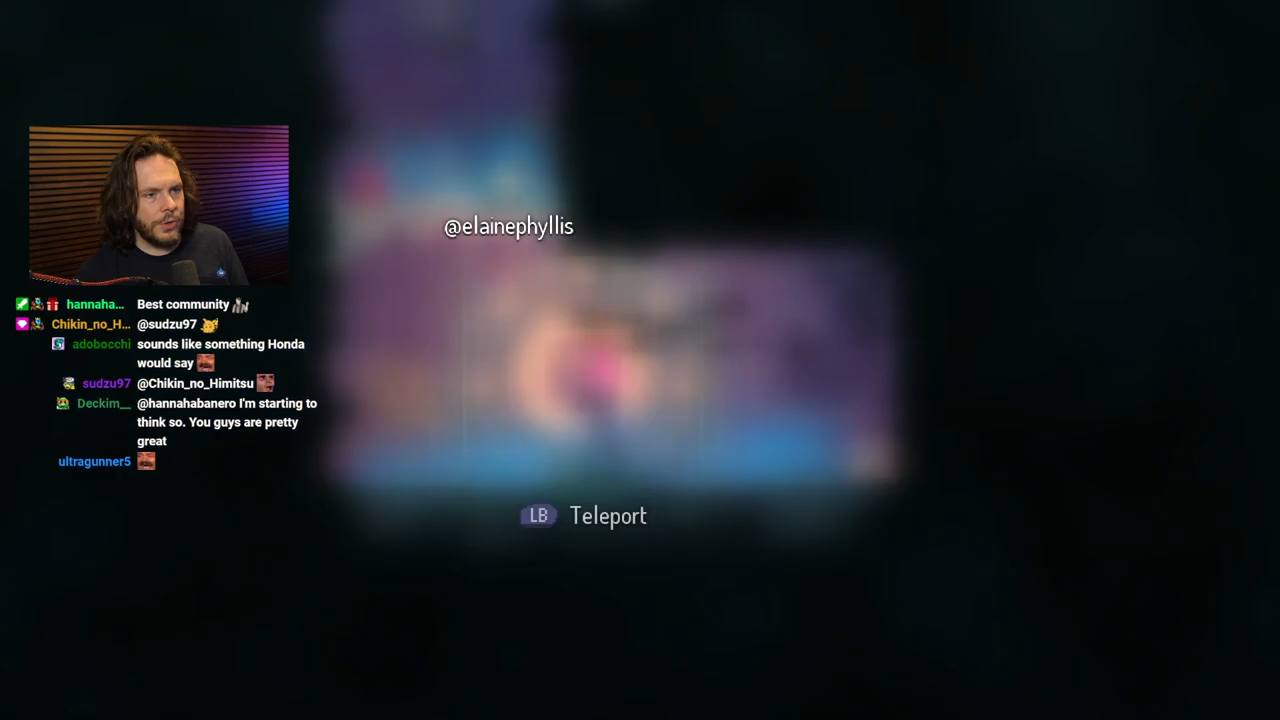 @elainephyllis
hannaha... Best community
Chikin_no_H... @sudzu97
adobocchi sounds like something Honda
would say
sudzu97 @Chikin_no_Himitsu
Deckim__ @hannahabanero I'm starting to
think so. You guys are pretty
great
ultragunner5
LB Teleport